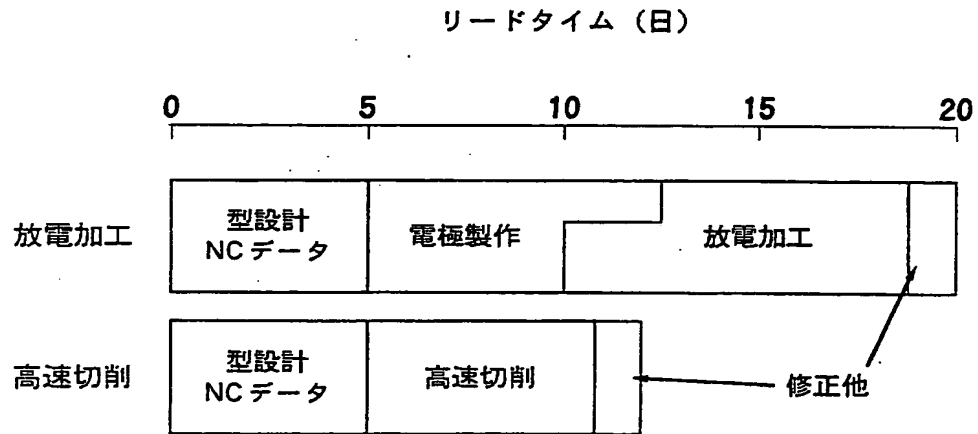 リードタイム（日）
0 5 10 15 20
放電加工
型設計
NCデータ
電極製作
放電加工
高速切削
型設計
NCデータ
高速切削
修正他